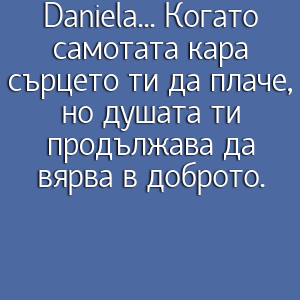 Daniela... Когато
самотата кара
сърцето ти да плаче,
но душата ти
продължава да
вярва в доброто.